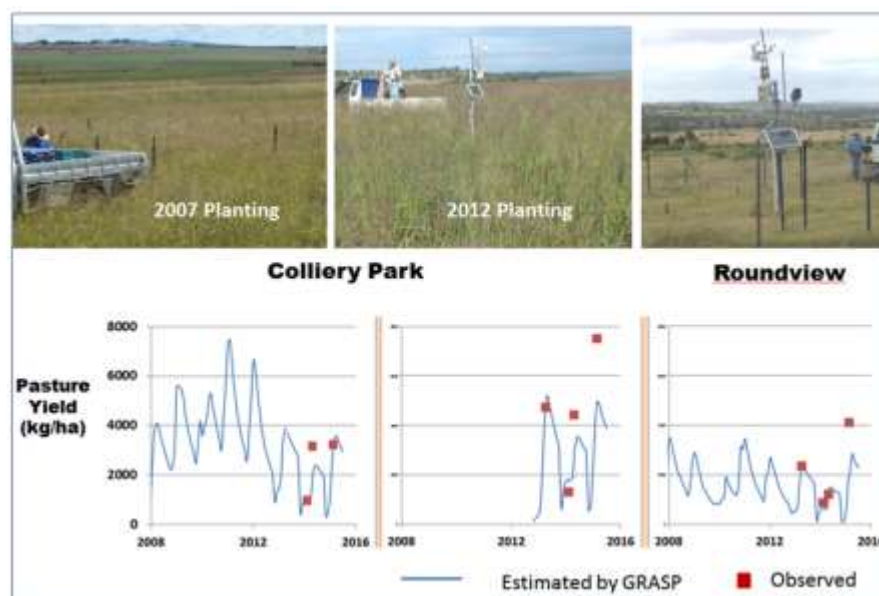 2007 Planting
2012 Planting
Colliery Park
Roundview
Pasture
Yield
(kg/ha)
8000
6000
4000
2000
0
2008
2012
2016
2008
2012
2016
2008
2012
2016
Estimated by GRASP
Observed